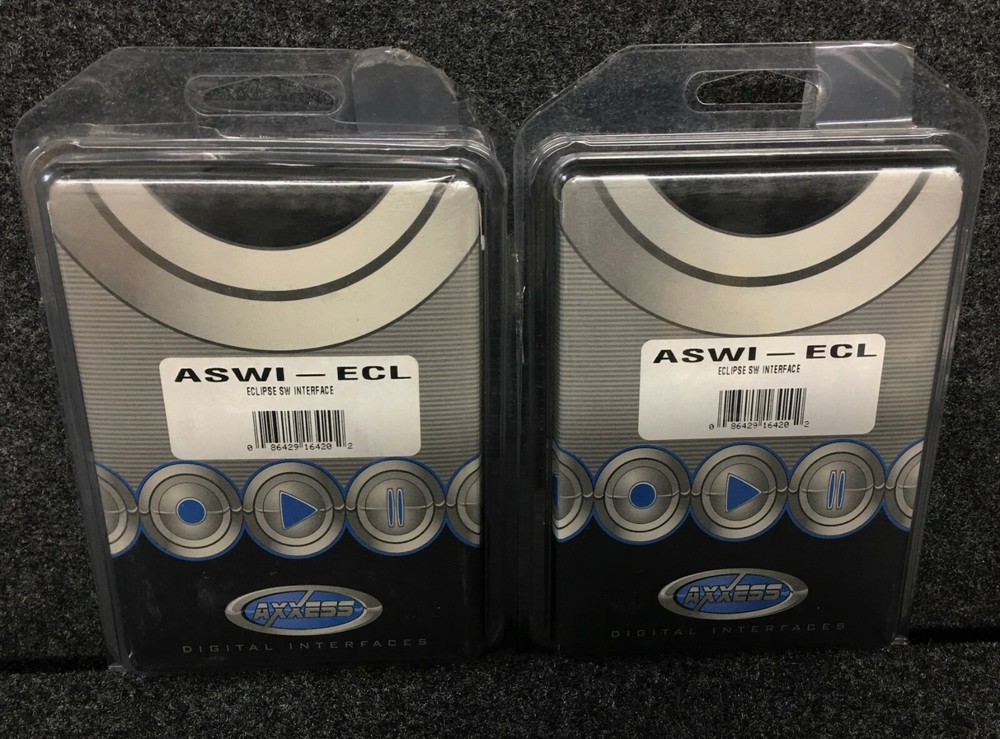 ASWI – ECL
ECLIPSE SW INTERFACE
0 86429 16420 2
AXXESS
DIGITAL INTERFACES
ASWI – ECL
ECLIPSE SW INTERFACE
0 86429 16420 2
AXXESS
DIGITAL INTERFACES